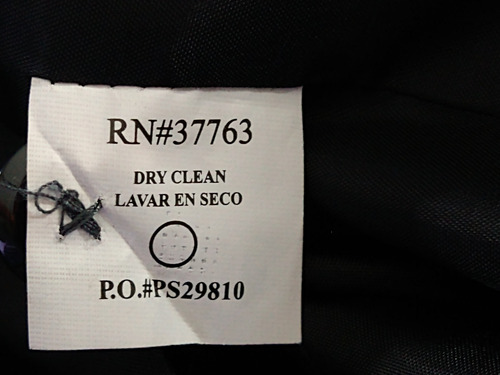 RN#37763
DRY CLEAN
LAVAR EN SECO
P.O.#PS29810